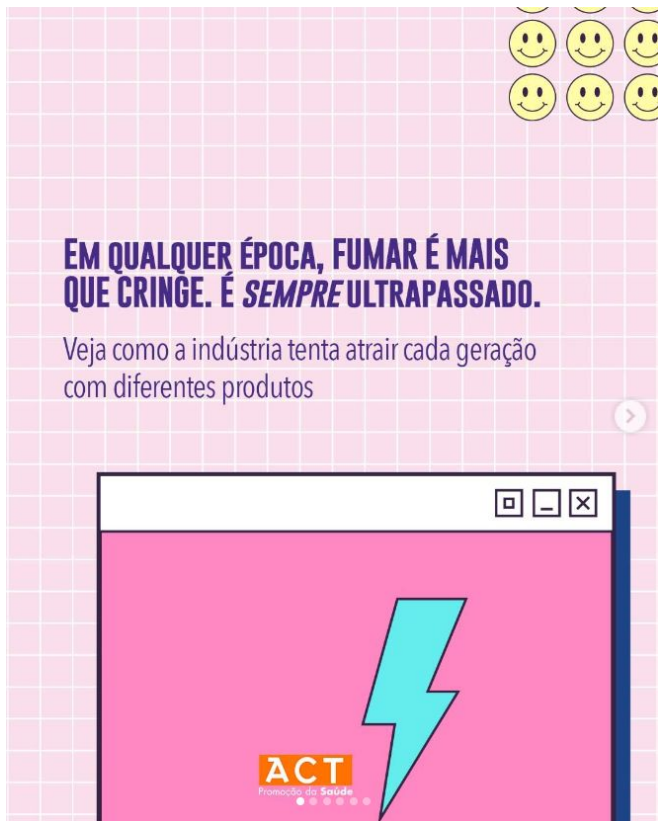 EM QUALQUER ÉPOCA, FUMAR É MAIS
QUE CRINGE. É SEMPRE ULTRAPASSADO.
Veja como a indústria tenta atrair cada geração
com diferentes produtos
ACT
Promoção da Saúde